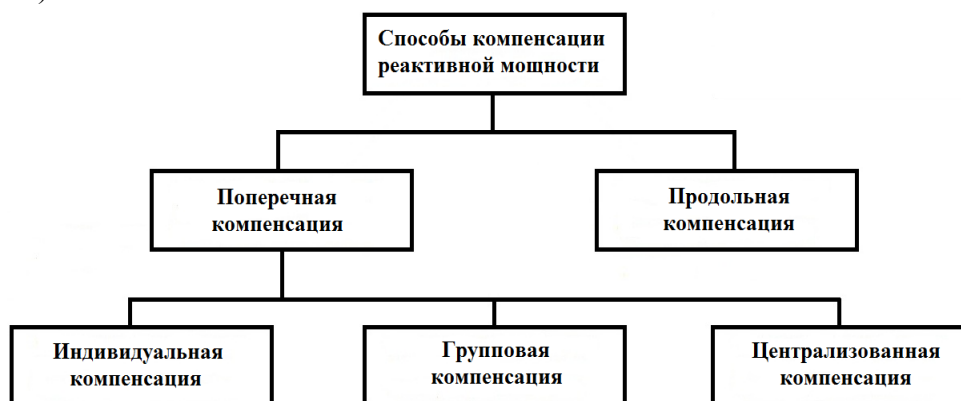 Способы компенсации
реактивной мощности
Поперечная
компенсация
Продольная
компенсация
Индивидуальная
компенсация
Групповая
компенсация
Централизованная
компенсация